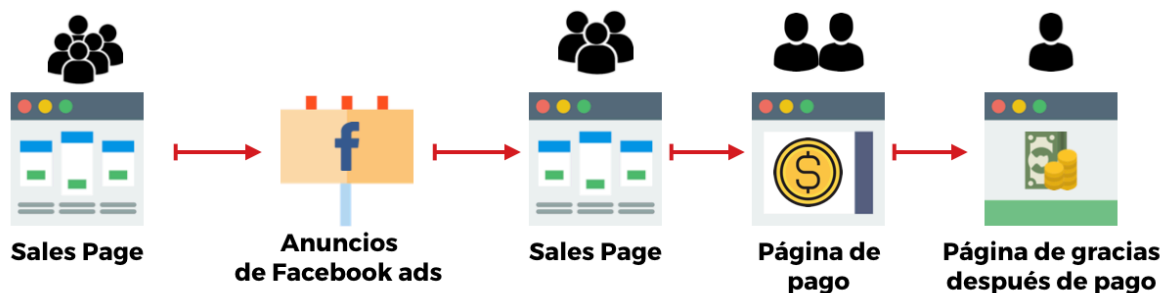 Sales Page
Anuncios
de Facebook ads
Sales Page
Página de
pago
Página de gracias
después de pago